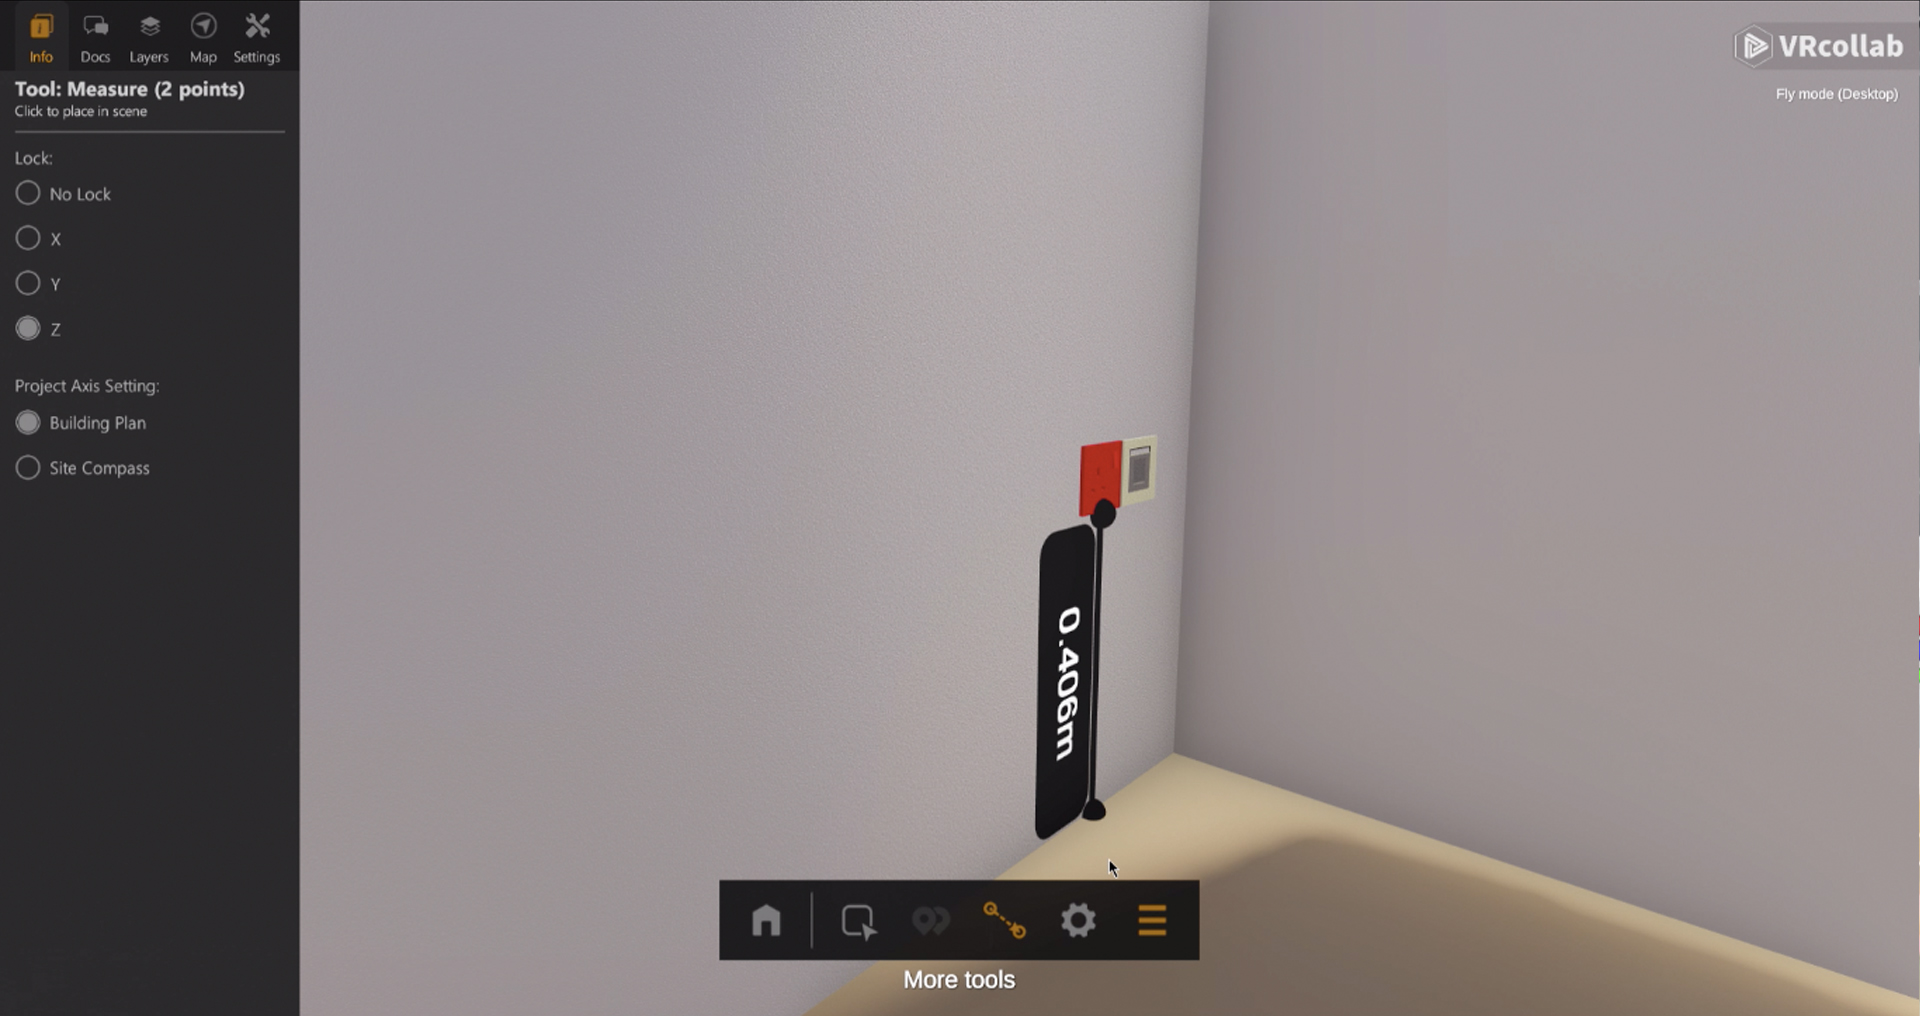 Info Docs Layers Map Settings
Tool: Measure (2 points)
Click to place in scene
Lock:
No Lock
X
Y
Z
Project Axis Setting:
Building Plan
Site Compass
VRcollab
Fly mode (Desktop)
0.406m
More tools